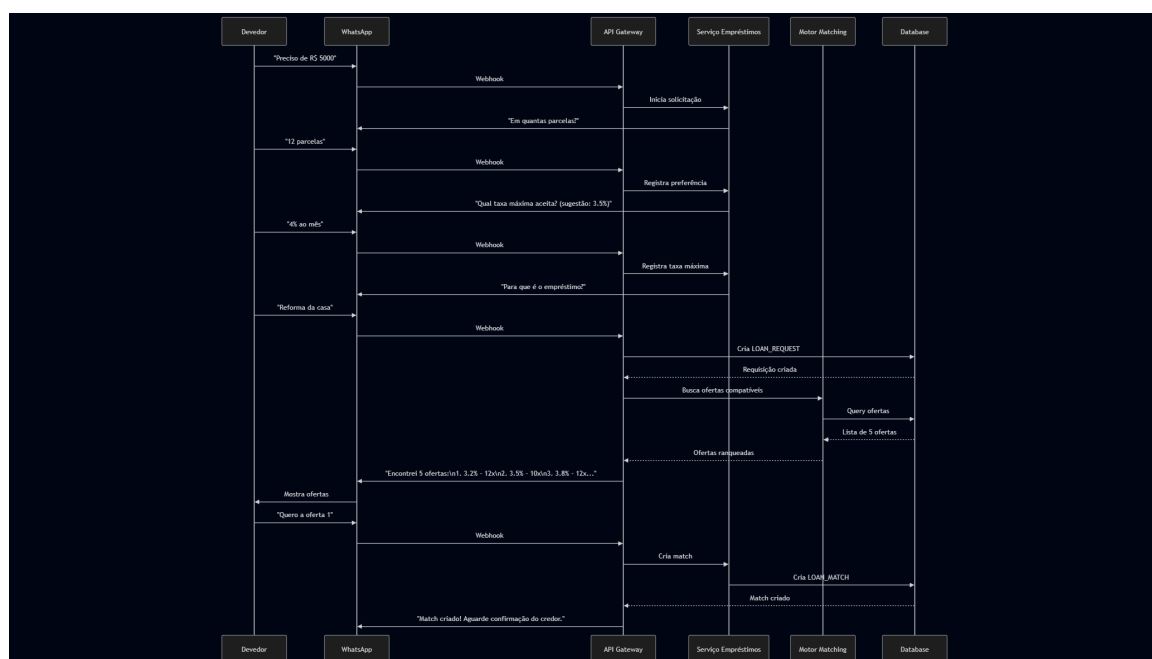 Devedor
WhatsApp
API Gateway
Serviço Empréstimos
Motor Matching
Database
"Preciso de R$ 5000"
Webhook
Inicia solicitação
"Em quantas parcelas?"
"12 parcelas"
Webhook
Registra preferência
"Qual taxa máxima aceita? (sugestão: 3.5%)"
"4% ao mês"
Webhook
Registra taxa máxima
"Para que é o empréstimo?"
"Reforma da casa"
Webhook
Cria LOAN_REQUEST
Requisição criada
Busca ofertas compatíveis
Query ofertas
Lista de 5 ofertas
Ofertas ranqueadas
"Encontrei 5 ofertas:\n1. 3.2% - 12x\n2. 3.5% - 10x\n3. 3.8% - 12x..."
Mostra ofertas
"Quero a oferta 1"
Webhook
Cria match
Cria LOAN_MATCH
Match criado
"Match criado! Aguarde confirmação do credor."
Devedor
WhatsApp
API Gateway
Serviço Empréstimos
Motor Matching
Database